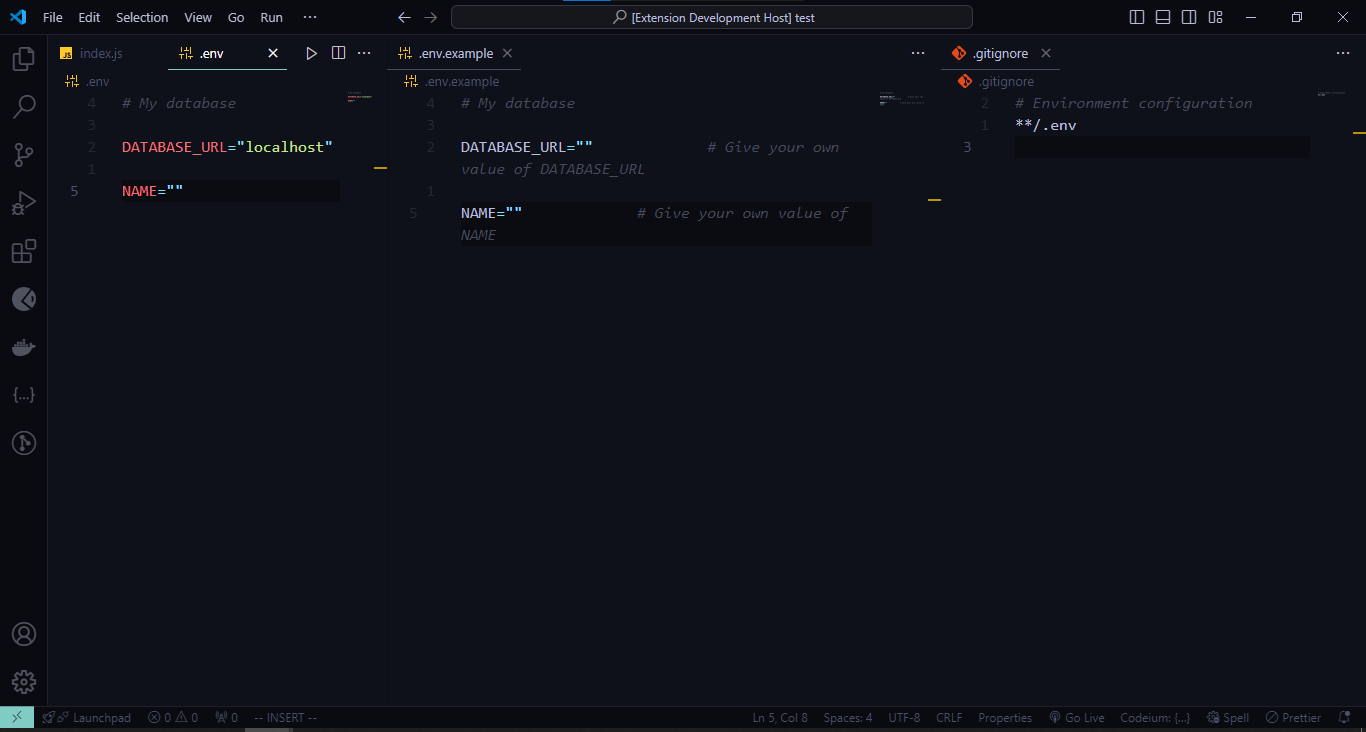 File Edit Selection View Go Run ···
[Extension Development Host] test
JS index.js
.env
.env.example
.gitignore
.env
4 # My database
3
2 DATABASE_URL="localhost"
1
5 NAME=""
.env.example
4 # My database
3
2 DATABASE_URL="" # Give your own
value of DATABASE_URL
1
5 NAME="" # Give your own value of
NAME
.gitignore
2 # Environment configuration
1 **/.env
3
Launchpad 0 0 0 -- INSERT --
Ln 5, Col 8 Spaces: 4 UTF-8 CRLF Properties Go Live Codeium: {...} Spell Prettier